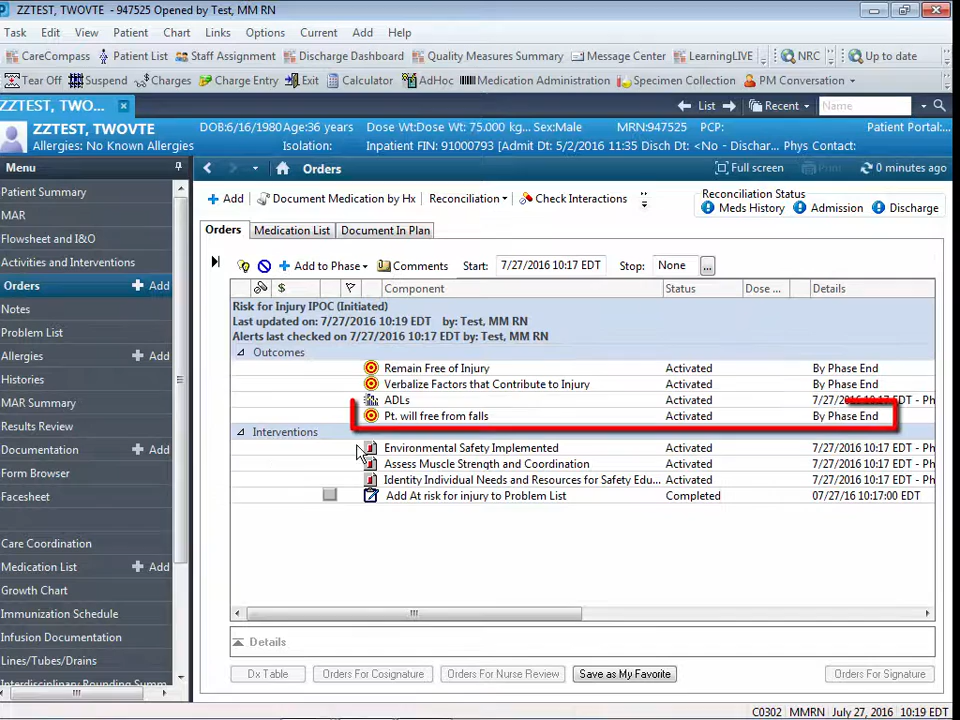 ZZTEST, TWOVTE - 947525 Opened by Test, MM RN
Task Edit View Patient Chart Links Options Current Add Help
CareCompass Patient List Staff Assignment Discharge Dashboard Quality Measures Summary Message Center LearningLIVE NRC Up to date
Tear Off Suspend Charges Charge Entry Exit Calculator AdHoc Medication Administration Specimen Collection PM Conversation
ZZTEST, TWO... List Recent Name
ZZTEST, TWOVTE DOB:6/16/1980 Age:36 years Dose Wt:Dose Wt: 75.000 kg... Sex:Male MRN:947525 PCP: Patient Portal:...
Allergies: No Known Allergies Isolation: Inpatient FIN: 91000793 [Admit Dt: 5/2/2016 11:35 Disch Dt: <No - Dischar... Phys Contact:
Menu Orders Full screen Print 0 minutes ago
Patient Summary
MAR
Flowsheet and I&O
Activities and Interventions
Orders Add
Notes
Problem List
Allergies Add
Histories
MAR Summary
Results Review
Documentation Add
Form Browser
Facesheet
Care Coordination
Medication List Add
Growth Chart
Immunization Schedule
Infusion Documentation
Lines/Tubes/Drains
Interdisciplinary Rounding Summ
Add Document Medication by Hx Reconciliation Check Interactions
Reconciliation Status
Meds History Admission Discharge
Orders Medication List Document In Plan
Add to Phase Comments Start: 7/27/2016 10:17 EDT Stop: None ...
$ Component Status Dose ... Details
Risk for Injury IPOC (Initiated)
Last updated on: 7/27/2016 10:19 EDT by: Test, MM RN
Alerts last checked on 7/27/2016 10:17 EDT by: Test, MM RN
Outcomes
Remain Free of Injury Activated By Phase End
Verbalize Factors that Contribute to Injury Activated By Phase End
ADLs Activated 7/27/2016 10:17 EDT - Ph
Pt. will free from falls Activated By Phase End
Interventions
Environmental Safety Implemented Activated 7/27/2016 10:17 EDT - Ph
Assess Muscle Strength and Coordination Activated 7/27/2016 10:17 EDT - Ph
Identity Individual Needs and Resources for Safety Edu... Activated 7/27/2016 10:17 EDT - Ph
Add At risk for injury to Problem List Completed 07/27/16 10:17:00 EDT
Details
Dx Table Orders For Cosignature Orders For Nurse Review Save as My Favorite Orders For Signature
C0302 MMRN July 27, 2016 10:19 EDT